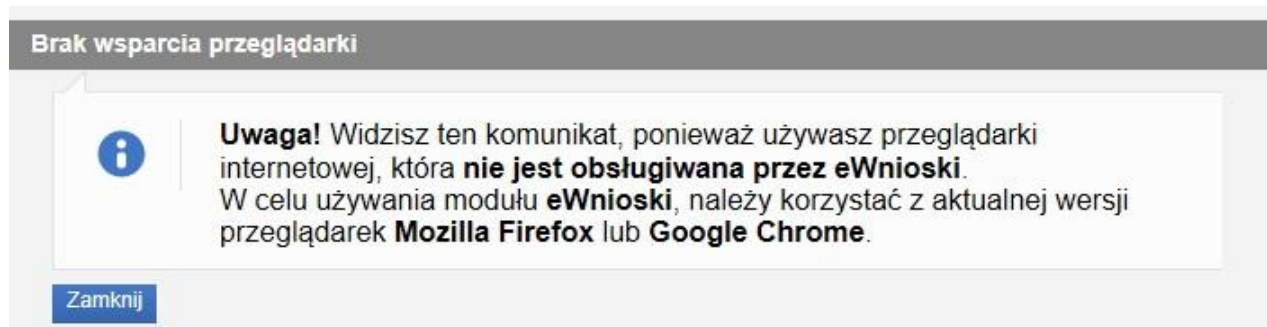 Brak wsparcia przeglądarki
Uwaga! Widzisz ten komunikat, ponieważ używasz przeglądarki
internetowej, która nie jest obsługiwana przez eWnioski.
W celu używania modułu eWnioski, należy korzystać z aktualnej wersji
przeglądarek Mozilla Firefox lub Google Chrome.
Zamknij